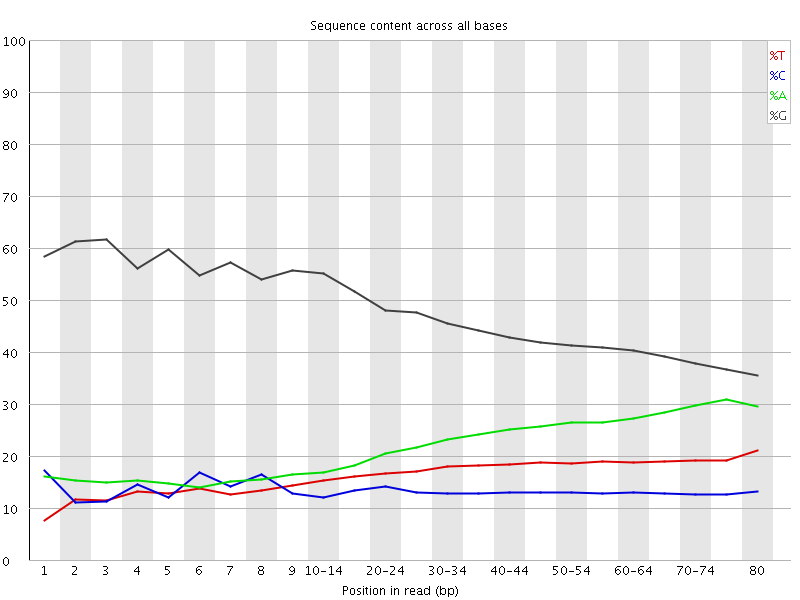 Sequence content across all bases
100
90
80
70
60
50
40
30
20
10
0
%T
%C
%A
%G
1 2 3 4 5 6 7 8 9 10-14 20-24 30-34 40-44 50-54 60-64 70-74 80
Position in read (bp)